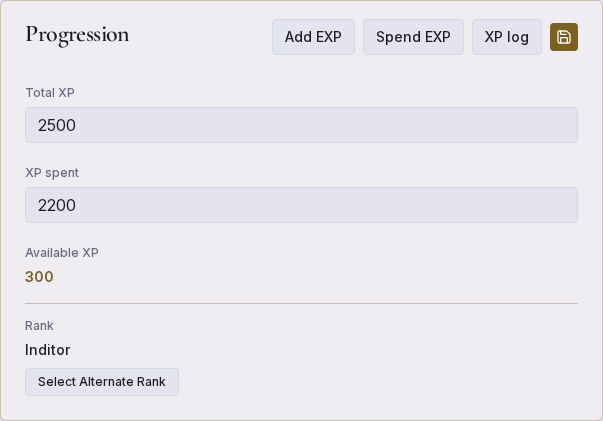 Progression
Add EXP
Spend EXP
XP log
Total XP
2500
XP spent
2200
Available XP
300
Rank
Inditor
Select Alternate Rank